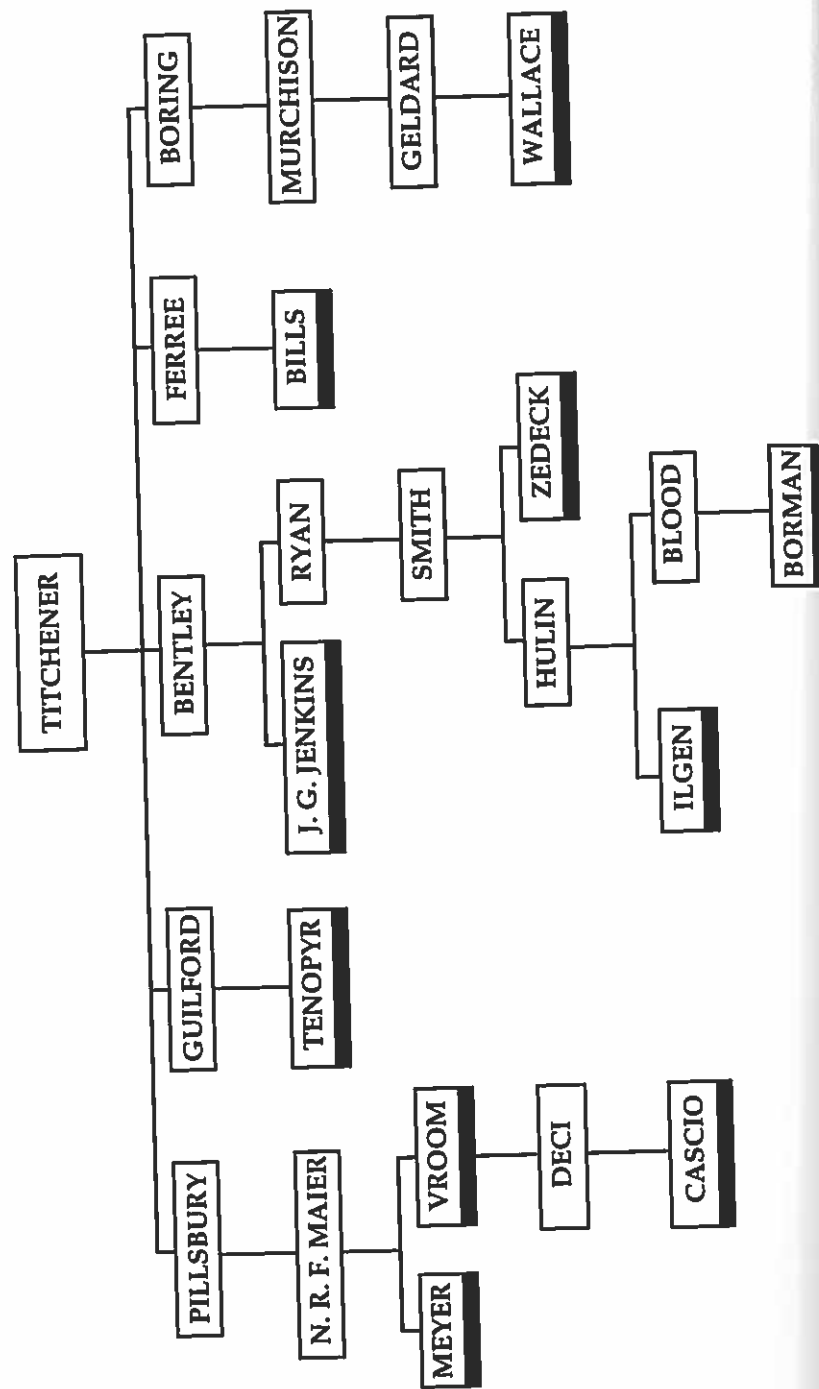 TITCHENER
PILLSBURY
GUILFORD
BENTLEY
FERREE
BORING
N. R. F. MAIER
TENOPYR
J. G. JENKINS
RYAN
BILLS
MURCHISON
MEYER
VROOM
SMITH
GELDARD
DECI
HULIN
ZEDECK
WALLACE
CASCIO
ILGEN
BLOOD
BORMAN